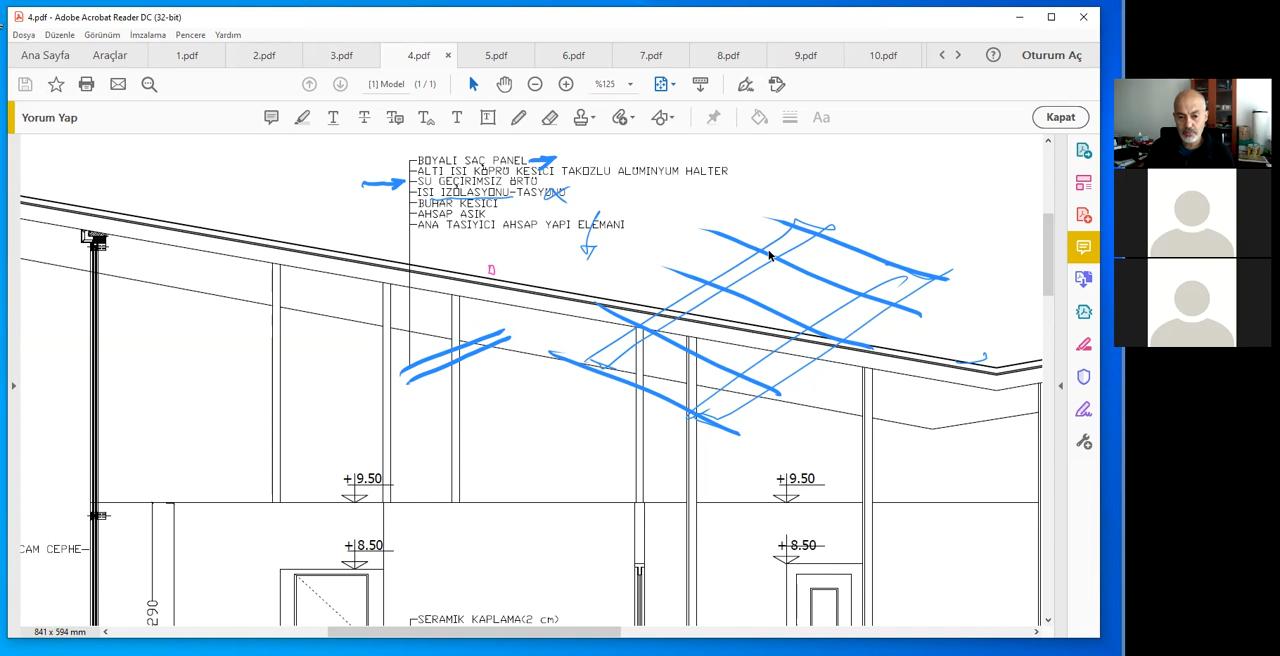 4.pdf - Adobe Acrobat Reader DC (32-bit)
Dosya Düzenle Görünüm İmzalama Pencere Yardım
Ana Sayfa Araçlar 1.pdf 2.pdf 3.pdf 4.pdf × 5.pdf 6.pdf 7.pdf 8.pdf 9.pdf 10.pdf Oturum Aç
[1] Model (1 / 1) %125
Yorum Yap Kapat
BOYALI SAÇ PANEL
ALTI ISI KÖPRÜ KESİCİ TAKOZLU ALÜMİNYUM HALTER
SU GEÇİRİMSİZ ÖRTÜ
ISI İZOLASYONU-TAŞYÜNÜ
BUHAR KESİCİ
AHŞAP AŞIK
ANA TAŞIYICI AHŞAP YAPI ELEMANI
+9.50 +9.50
+8.50 +8.50
CAM CEPHE
290
SERAMİK KAPLAMA(2 cm)
841 x 594 mm